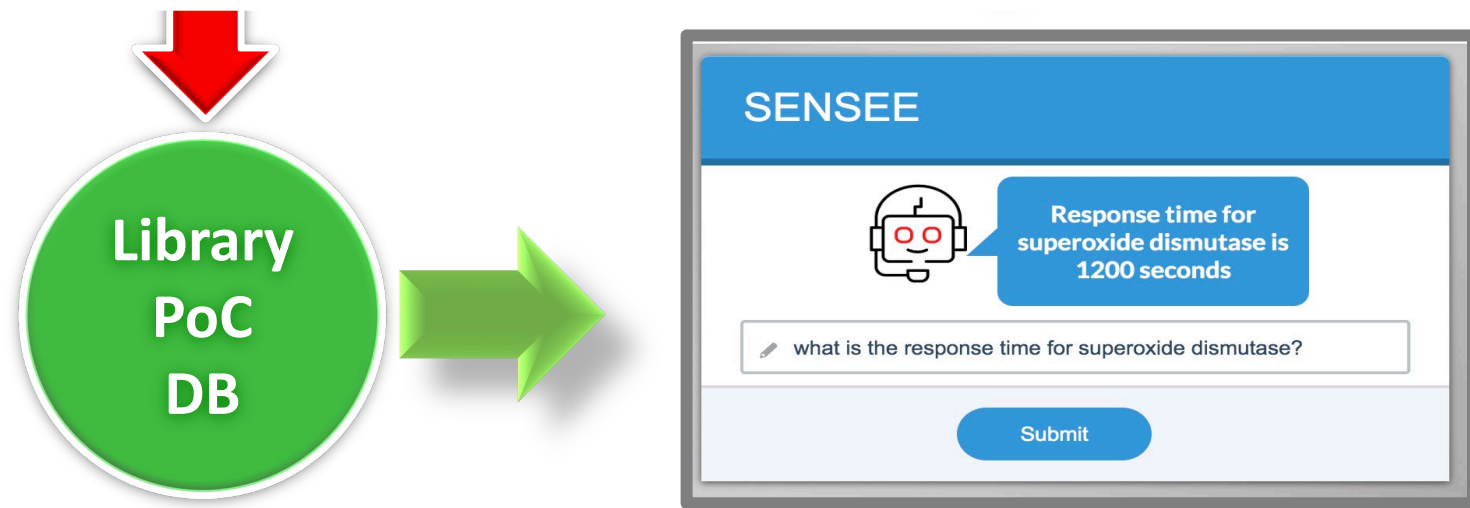 Library
PoC
DB
SENSEE
Response time for
superoxide dismutase is
1200 seconds
what is the response time for superoxide dismutase?
Submit